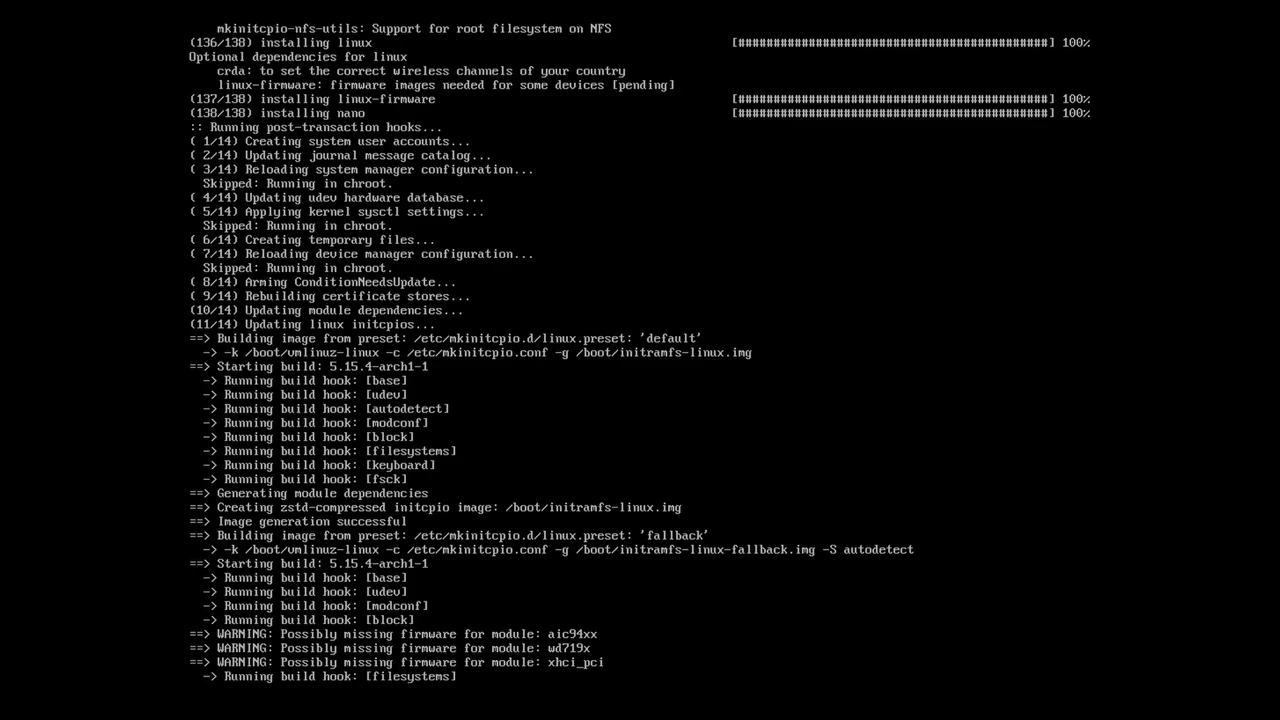 mkinitcpio-nfs-utils: Support for root filesystem on NFS
(136/138) installing linux [############################################] 100%
Optional dependencies for linux
crda: to set the correct wireless channels of your country
linux-firmware: firmware images needed for some devices [pending]
(137/138) installing linux-firmware [############################################] 100%
(138/138) installing nano [############################################] 100%
:: Running post-transaction hooks...
( 1/14) Creating system user accounts...
( 2/14) Updating journal message catalog...
( 3/14) Reloading system manager configuration...
Skipped: Running in chroot.
( 4/14) Updating udev hardware database...
( 5/14) Applying kernel sysctl settings...
Skipped: Running in chroot.
( 6/14) Creating temporary files...
( 7/14) Reloading device manager configuration...
Skipped: Running in chroot.
( 8/14) Arming ConditionNeedsUpdate...
( 9/14) Rebuilding certificate stores...
(10/14) Updating module dependencies...
(11/14) Updating linux initcpios...
==> Building image from preset: /etc/mkinitcpio.d/linux.preset: 'default'
-> -k /boot/vmlinuz-linux -c /etc/mkinitcpio.conf -g /boot/initramfs-linux.img
==> Starting build: 5.15.4-arch1-1
-> Running build hook: [base]
-> Running build hook: [udev]
-> Running build hook: [autodetect]
-> Running build hook: [modconf]
-> Running build hook: [block]
-> Running build hook: [filesystems]
-> Running build hook: [keyboard]
-> Running build hook: [fsck]
==> Generating module dependencies
==> Creating zstd-compressed initcpio image: /boot/initramfs-linux.img
==> Image generation successful
==> Building image from preset: /etc/mkinitcpio.d/linux.preset: 'fallback'
-> -k /boot/vmlinuz-linux -c /etc/mkinitcpio.conf -g /boot/initramfs-linux-fallback.img -S autodetect
==> Starting build: 5.15.4-arch1-1
-> Running build hook: [base]
-> Running build hook: [udev]
-> Running build hook: [modconf]
-> Running build hook: [block]
==> WARNING: Possibly missing firmware for module: aic94xx
==> WARNING: Possibly missing firmware for module: wd719x
==> WARNING: Possibly missing firmware for module: xhci_pci
-> Running build hook: [filesystems]